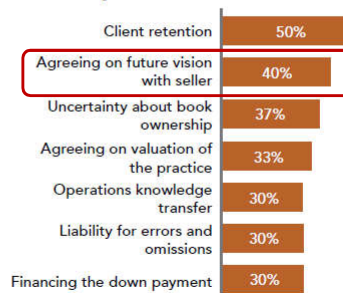 Client retention 50%
Agreeing on future vision
with seller 40%
Uncertainty about book
ownership 37%
Agreeing on valuation of
the practice 33%
Operations knowledge
transfer 30%
Liability for errors and
omissions 30%
Financing the down payment 30%